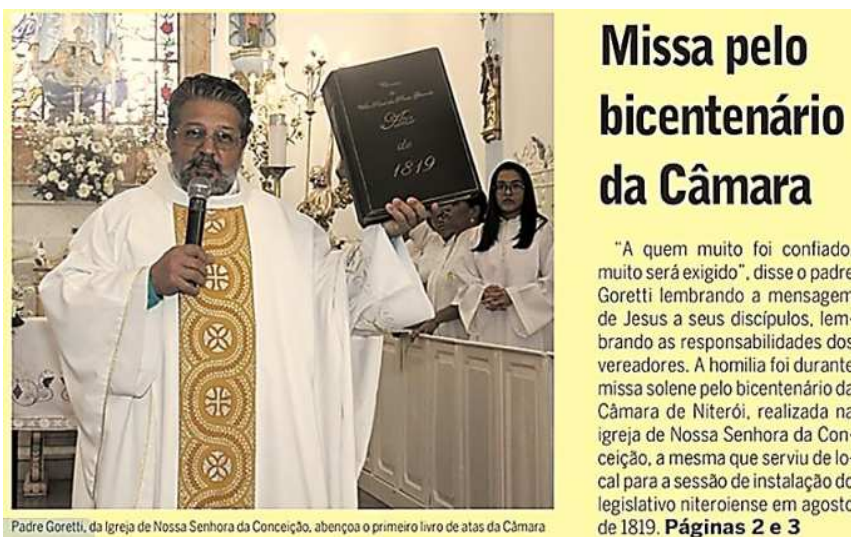 Missa pelo
bicentenário
da Câmara
"A quem muito foi confiado
muito será exigido", disse o padre
Goretti lembrando a mensagem
de Jesus a seus discípulos, lem-
brando as responsabilidades dos
vereadores. A homilia foi durante
missa solene pelo bicentenário da
Câmara de Niterói, realizada na
igreja de Nossa Senhora da Con-
ceição, a mesma que serviu de lo-
cal para a sessão de instalação do
legislativo niteroiense em agosto
de 1819. Páginas 2 e 3
de
1819
Padre Goretti, da Igreja de Nossa Senhora da Conceição, abençoa o primeiro livro de atas da Câmara